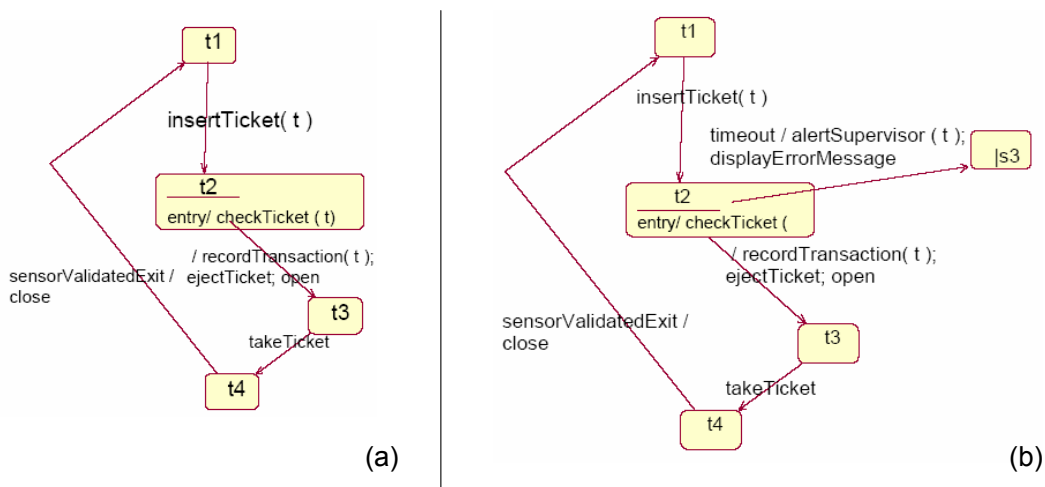 t1
insertTicket( t )
t2
entry/ checkTicket ( t)
/ recordTransaction( t );
ejectTicket; open
sensorValidatedExit /
close
t3
takeTicket
t4
(a)
t1
insertTicket( t )
timeout / alertSupervisor ( t );
displayErrorMessage
|s3
t2
entry/ checkTicket (
/ recordTransaction( t );
ejectTicket; open
sensorValidatedExit /
close
t3
takeTicket
t4
(b)